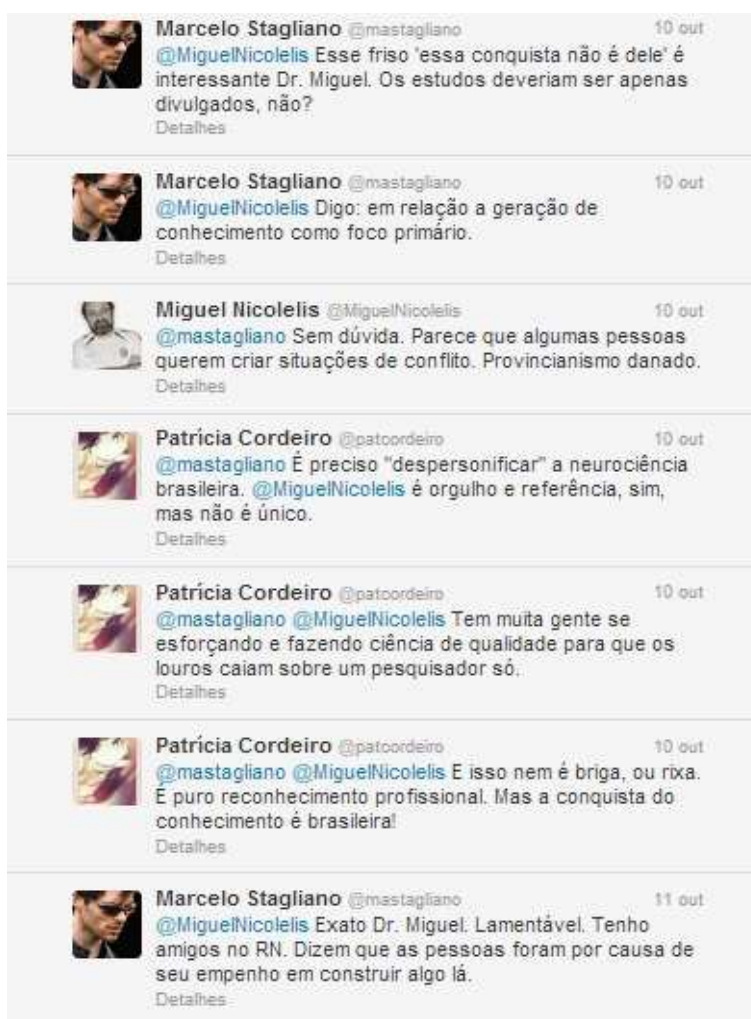 Marcelo Stagliano @mastagliano 10 out
@MiguelNicolelis Esse friso 'essa conquista não é dele' é
interessante Dr. Miguel. Os estudos deveriam ser apenas
divulgados, não?
Detalhes
Marcelo Stagliano @mastagliano 10 out
@MiguelNicolelis Digo: em relação a geração de
conhecimento como foco primário.
Detalhes
Miguel Nicolelis @MiguelNicolelis 10 out
@mastagliano Sem dúvida. Parece que algumas pessoas
querem criar situações de conflito. Provincianismo danado.
Detalhes
Patrícia Cordeiro @patcordeiro 10 out
@mastagliano É preciso "despersonificar" a neurociência
brasileira. @MiguelNicolelis é orgulho e referência, sim,
mas não é único.
Detalhes
Patrícia Cordeiro @patcordeiro 10 out
@mastagliano @MiguelNicolelis Tem muita gente se
esforçando e fazendo ciência de qualidade para que os
louros caiam sobre um pesquisador só.
Detalhes
Patrícia Cordeiro @patcordeiro 10 out
@mastagliano @MiguelNicolelis E isso nem é briga, ou rixa.
É puro reconhecimento profissional. Mas a conquista do
conhecimento é brasileira!
Detalhes
Marcelo Stagliano @mastagliano 11 out
@MiguelNicolelis Exato Dr. Miguel. Lamentável. Tenho
amigos no RN. Dizem que as pessoas foram por causa de
seu empenho em construir algo lá.
Detalhes